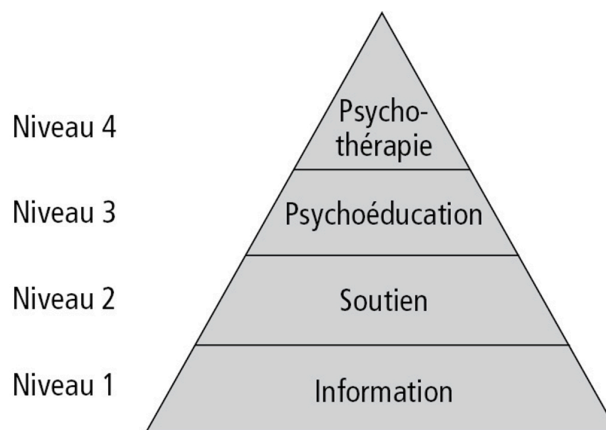 Niveau 4
Psycho-
thérapie
Niveau 3
Psychoéducation
Niveau 2
Soutien
Niveau 1
Information